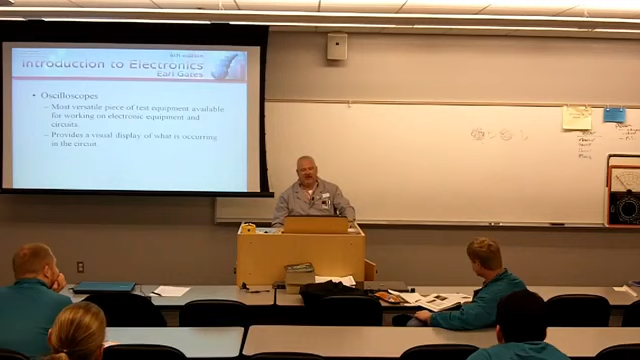 Introduction to Electronics
Earl Gates
• Oscilloscopes
– Most versatile piece of test equipment available
for working on electronic equipment and
circuits.
– Provides a visual display of what is occurring
in the circuit